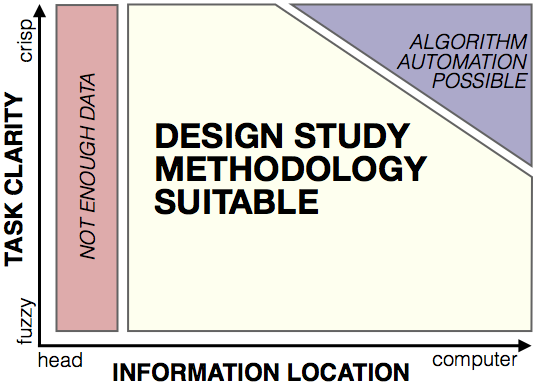 crisp
TASK CLARITY
fuzzy
NOT ENOUGH DATA
DESIGN STUDY
METHODOLOGY
SUITABLE
ALGORITHM
AUTOMATION
POSSIBLE
head
INFORMATION LOCATION
computer